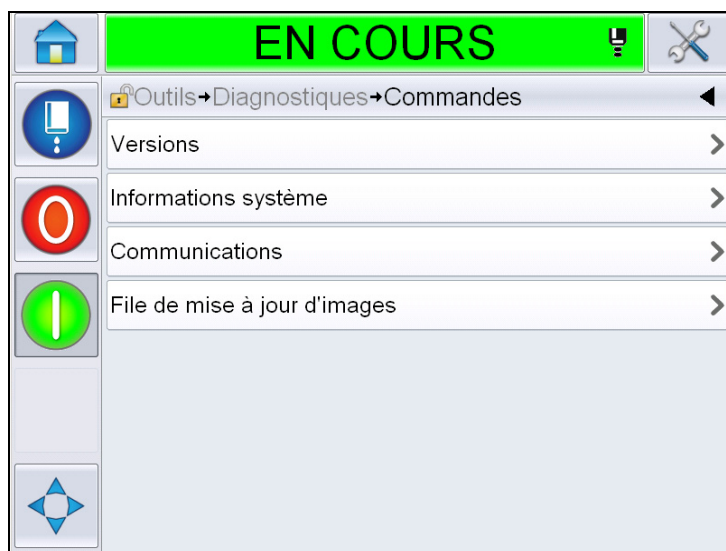 EN COURS
Outils→Diagnostiques→Commandes
Versions
Informations système
Communications
File de mise à jour d'images